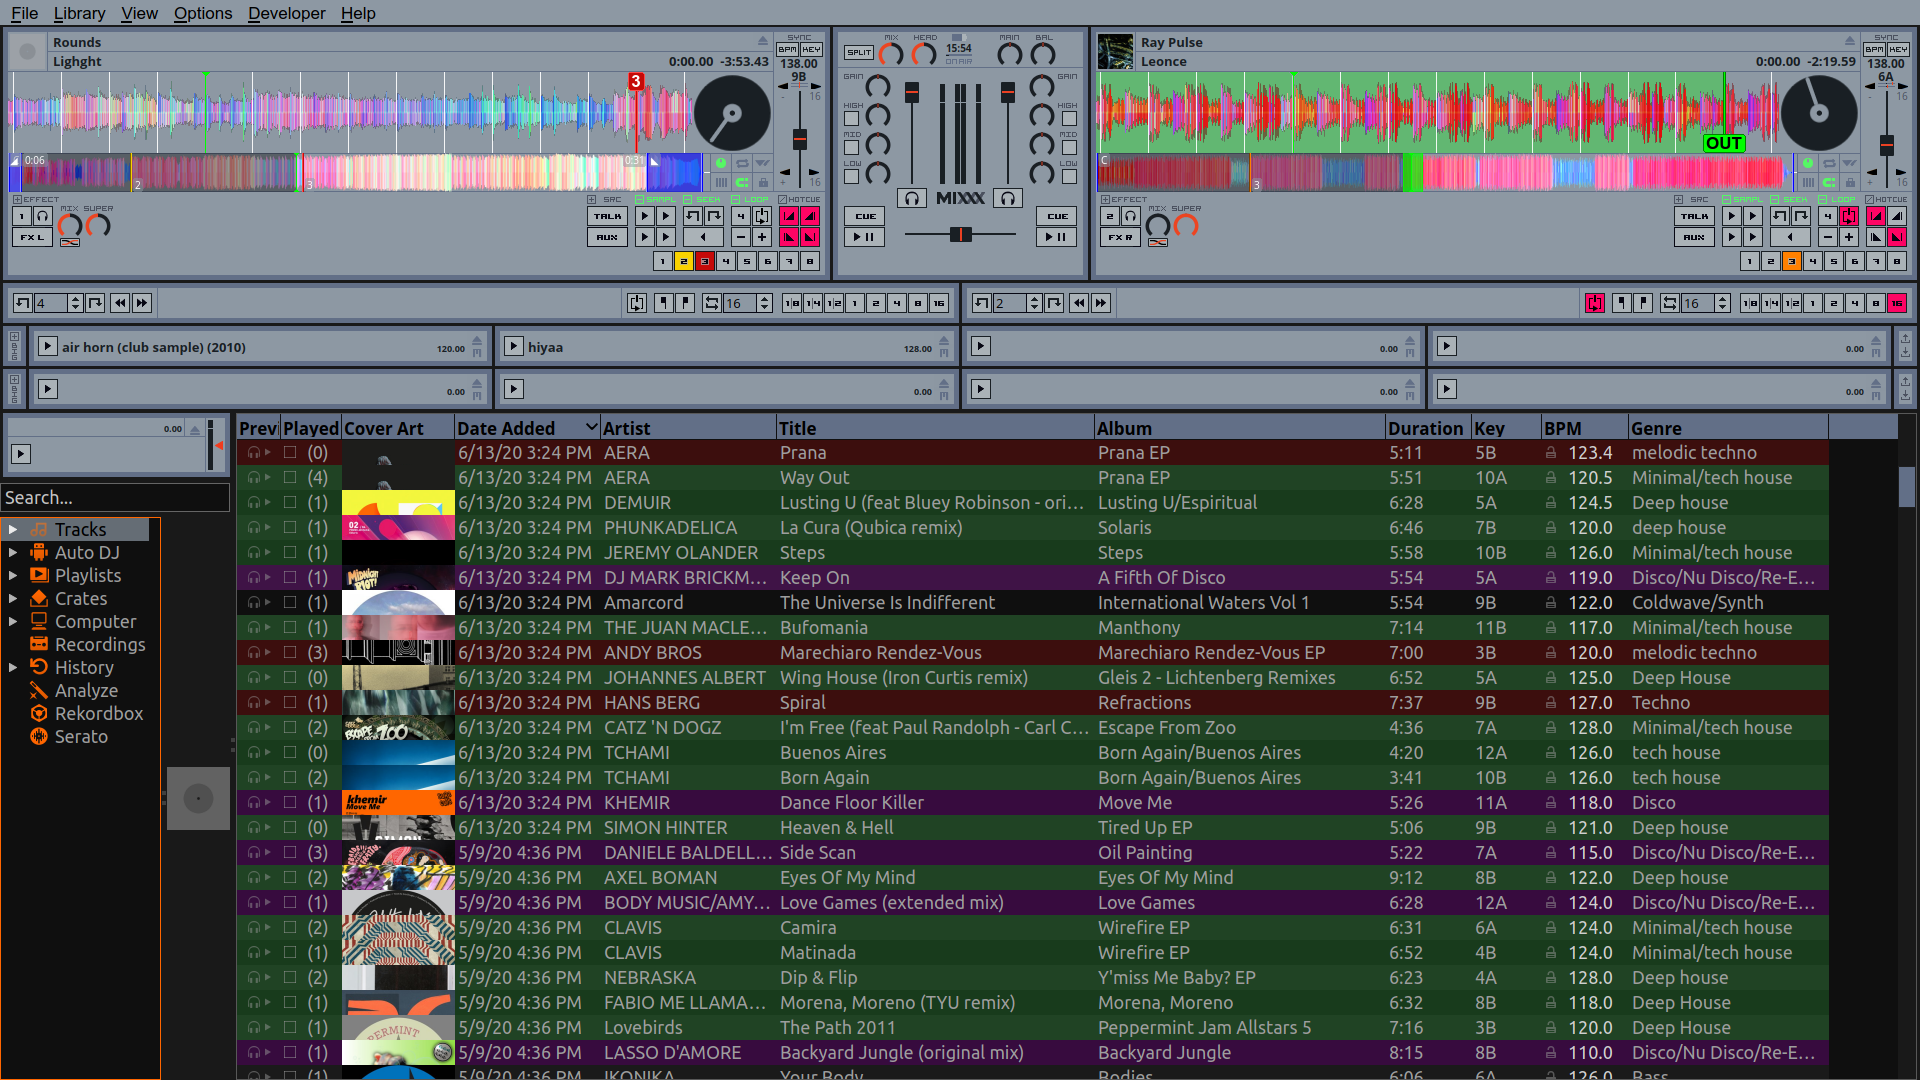 File Library View Options Developer Help
Rounds
Lighght
0:00.00 -3:53.43
SYNC
BPM KEY
138.00
9B
- 16
3
0:06
2
3
0:31
+ 16
EFFECT
1
MIX SUPER
FX L
SRC SAMPL SEEK LOOP HOTCUE
TALK
4
AUX
1 2 3 4 5 6 7 8
SPLIT MIX HEAD 15:54 MAIN BAL
ON AIR
GAIN GAIN
HIGH HIGH
MID MID
LOW LOW
MIXXX
CUE CUE
Ray Pulse
Leonce
0:00.00 -2:19.59
SYNC
BPM KEY
138.00
6A
- 16
OUT
C
3
+ 16
EFFECT
2
MIX SUPER
FX R
SRC SAMPL SEEK LOOP HOTCUE
TALK
4
AUX
1 2 3 4 5 6 7 8
4 16 1/8 1/4 1/2 1 2 4 8 16
2 16 1/8 1/4 1/2 1 2 4 8 16
air horn (club sample) (2010) 120.00
hiyaa 128.00
0.00
0.00
0.00
0.00
0.00
0.00
0.00
Search...
Tracks
Auto DJ
Playlists
Crates
Computer
Recordings
History
Analyze
Rekordbox
Serato
Previ Played Cover Art Date Added Artist Title Album Duration Key BPM Genre
(0) 6/13/20 3:24 PM AERA Prana Prana EP 5:11 5B 123.4 melodic techno
(4) 6/13/20 3:24 PM AERA Way Out Prana EP 5:51 10A 120.5 Minimal/tech house
(1) 6/13/20 3:24 PM DEMUIR Lusting U (feat Bluey Robinson - ori... Lusting U/Espiritual 6:28 5A 124.5 Deep house
(1) 6/13/20 3:24 PM PHUNKADELICA La Cura (Qubica remix) Solaris 6:46 7B 120.0 deep house
(1) 6/13/20 3:24 PM JEREMY OLANDER Steps Steps 5:58 10B 126.0 Minimal/tech house
(1) 6/13/20 3:24 PM DJ MARK BRICKM... Keep On A Fifth Of Disco 5:54 5A 119.0 Disco/Nu Disco/Re-E...
(1) 6/13/20 3:24 PM Amarcord The Universe Is Indifferent International Waters Vol 1 5:54 9B 122.0 Coldwave/Synth
(1) 6/13/20 3:24 PM THE JUAN MACLE... Bufomania Manthony 7:14 11B 117.0 Minimal/tech house
(3) 6/13/20 3:24 PM ANDY BROS Marechiaro Rendez-Vous Marechiaro Rendez-Vous EP 7:00 3B 120.0 melodic techno
(0) 6/13/20 3:24 PM JOHANNES ALBERT Wing House (Iron Curtis remix) Gleis 2 - Lichtenberg Remixes 6:52 5A 125.0 Deep House
(1) 6/13/20 3:24 PM HANS BERG Spiral Refractions 7:37 9B 127.0 Techno
(2) 6/13/20 3:24 PM CATZ 'N DOGZ I'm Free (feat Paul Randolph - Carl C... Escape From Zoo 4:36 7A 128.0 Minimal/tech house
(0) 6/13/20 3:24 PM TCHAMI Buenos Aires Born Again/Buenos Aires 4:20 12A 126.0 tech house
(2) 6/13/20 3:24 PM TCHAMI Born Again Born Again/Buenos Aires 3:41 10B 126.0 tech house
(1) khemir Move Me 6/13/20 3:24 PM KHEMIR Dance Floor Killer Move Me 5:26 11A 118.0 Disco
(0) 6/13/20 3:24 PM SIMON HINTER Heaven & Hell Tired Up EP 5:06 9B 121.0 Deep house
(3) 5/9/20 4:36 PM DANIELE BALDELL... Side Scan Oil Painting 5:22 7A 115.0 Disco/Nu Disco/Re-E...
(2) 5/9/20 4:36 PM AXEL BOMAN Eyes Of My Mind Eyes Of My Mind 9:12 8B 122.0 Deep house
(1) 5/9/20 4:36 PM BODY MUSIC/AMY... Love Games (extended mix) Love Games 6:28 12A 124.0 Disco/Nu Disco/Re-E...
(2) 5/9/20 4:36 PM CLAVIS Camira Wirefire EP 6:31 6A 124.0 Minimal/tech house
(1) 5/9/20 4:36 PM CLAVIS Matinada Wirefire EP 6:52 4B 124.0 Minimal/tech house
(2) 5/9/20 4:36 PM NEBRASKA Dip & Flip Y'miss Me Baby? EP 6:23 4A 128.0 Deep house
(1) 5/9/20 4:36 PM FABIO ME LLAMA... Morena, Moreno (TYU remix) Morena, Moreno 6:32 8B 118.0 Deep House
(1) 5/9/20 4:36 PM Lovebirds The Path 2011 Peppermint Jam Allstars 5 7:16 3B 120.0 Deep House
(1) 5/9/20 4:36 PM LASSO D'AMORE Backyard Jungle (original mix) Backyard Jungle 8:15 8B 110.0 Disco/Nu Disco/Re-E...
(1) 5/9/20 4:36 PM IKONIKA Your Body Bodies 6:06 6A 126.0 Bass